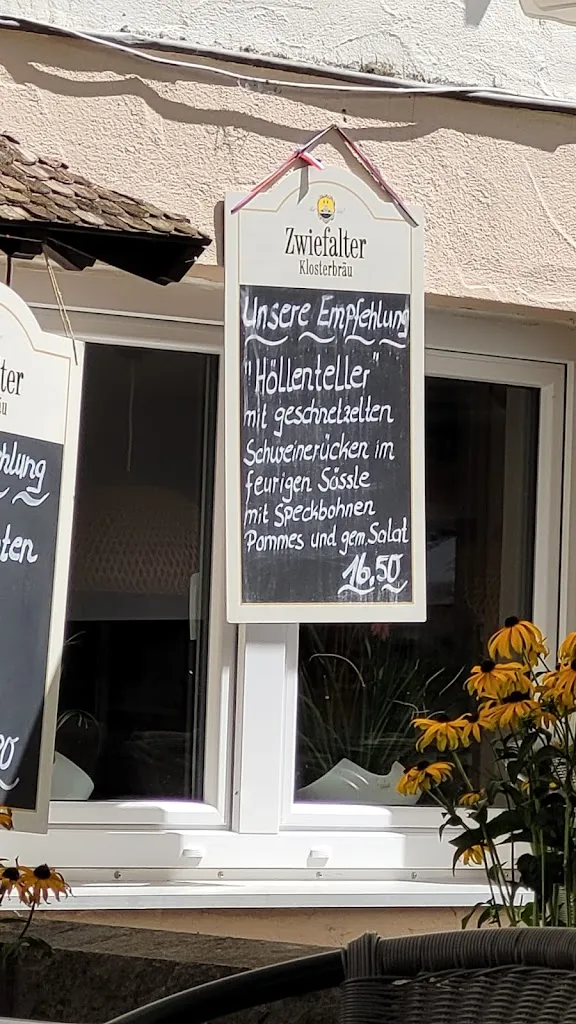 Zwiefalter
Klosterbräu
Unsere Empfehlung
"Höllenteller"
mit geschnetzelten
Schweinerücken im
feurigen Sössle
mit Speckbohnen
Pommes und gem. Salat
16,50